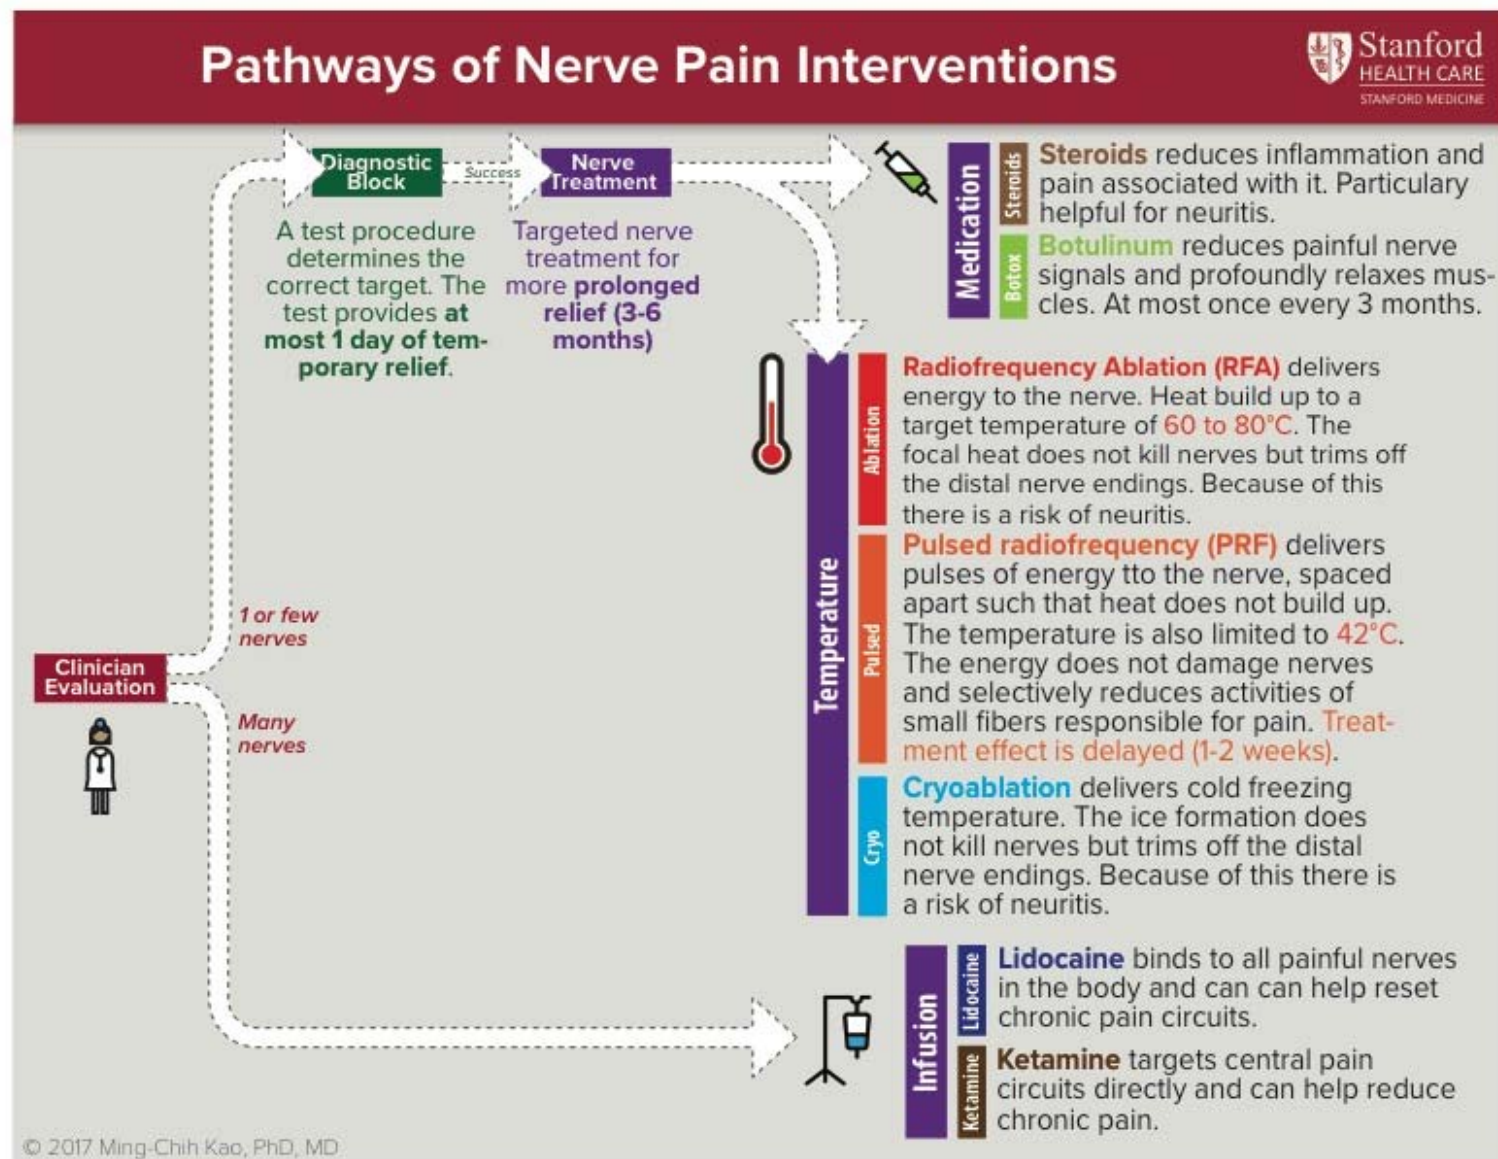 Pathways of Nerve Pain Interventions
Stanford
HEALTH CARE
STANFORD MEDICINE
Clinician
Evaluation
1 or few
nerves
Many
nerves
Diagnostic
Block
A test procedure
determines the
correct target. The
test provides at
most 1 day of tem-
porary relief.
Success
Nerve
Treatment
Targeted nerve
treatment for
more prolonged
relief (3-6
months)
Medication
Steroids
Steroids reduces inflammation and
pain associated with it. Particulary
helpful for neuritis.
Botox
Botulinum reduces painful nerve
signals and profoundly relaxes mus-
cles. At most once every 3 months.
Temperature
Ablation
Radiofrequency Ablation (RFA) delivers
energy to the nerve. Heat build up to a
target temperature of 60 to 80°C. The
focal heat does not kill nerves but trims off
the distal nerve endings. Because of this
there is a risk of neuritis.
Pulsed
Pulsed radiofrequency (PRF) delivers
pulses of energy tto the nerve, spaced
apart such that heat does not build up.
The temperature is also limited to 42°C.
The energy does not damage nerves
and selectively reduces activities of
small fibers responsible for pain. Treat-
ment effect is delayed (1-2 weeks).
Cryo
Cryoablation delivers cold freezing
temperature. The ice formation does
not kill nerves but trims off the distal
nerve endings. Because of this there is
a risk of neuritis.
Infusion
Lidocaine
Lidocaine binds to all painful nerves
in the body and can can help reset
chronic pain circuits.
Ketamine
Ketamine targets central pain
circuits directly and can help reduce
chronic pain.
© 2017 Ming-Chih Kao, PhD, MD